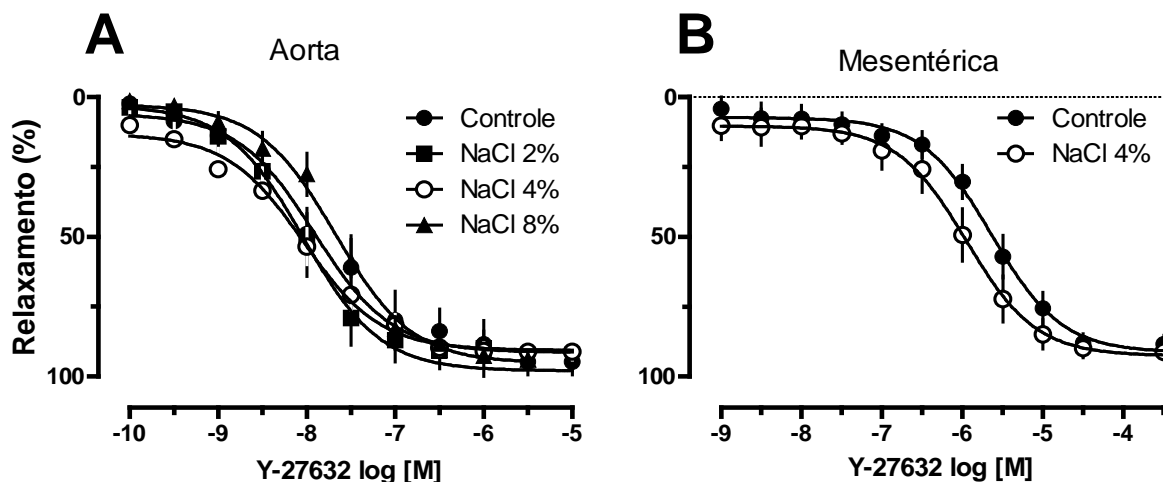 A
Aorta
Controle
NaCl 2%
NaCl 4%
NaCl 8%
Relaxamento (%)
0
50
100
-10
-9
-8
-7
-6
-5
Y-27632 log [M]
B
Mesentérica
Controle
NaCl 4%
0
50
100
-9
-8
-7
-6
-5
-4
Y-27632 log [M]